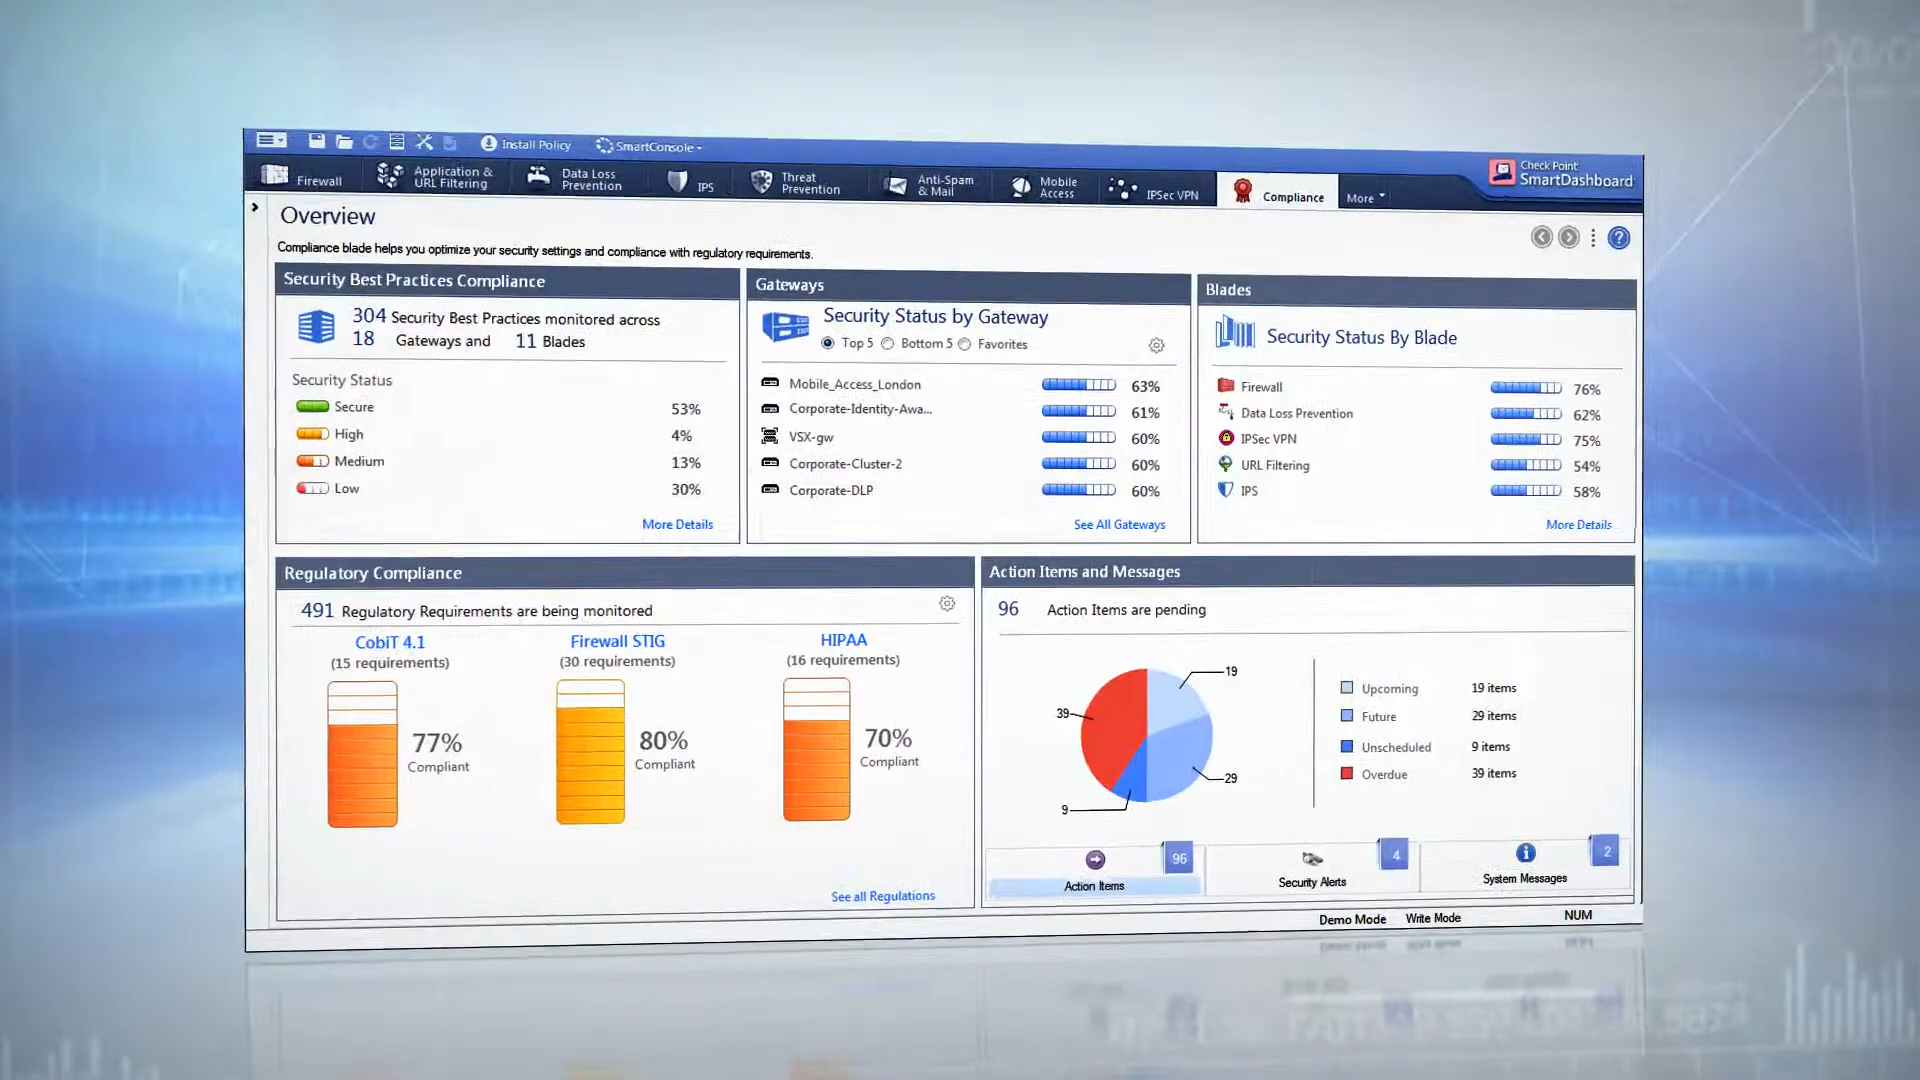 Install Policy
SmartConsole
Check Point
SmartDashboard
Firewall
Application &
URL Filtering
Data Loss
Prevention
IPS
Threat
Prevention
Anti-Spam
& Mail
Mobile
Access
IPSec VPN
Compliance
More
Overview
Compliance blade helps you optimize your security settings and compliance with regulatory requirements.
Security Best Practices Compliance
304 Security Best Practices monitored across
18 Gateways and 11 Blades
Security Status
Secure 53%
High 4%
Medium 13%
Low 30%
More Details
Gateways
Security Status by Gateway
Top 5 Bottom 5 Favorites
Mobile_Access_London 63%
Corporate-Identity-Awa... 61%
VSX-gw 60%
Corporate-Cluster-2 60%
Corporate-DLP 60%
See All Gateways
Blades
Security Status By Blade
Firewall 76%
Data Loss Prevention 62%
IPSec VPN 75%
URL Filtering 54%
IPS 58%
More Details
Regulatory Compliance
491 Regulatory Requirements are being monitored
CobiT 4.1
(15 requirements)
77%
Compliant
Firewall STIG
(30 requirements)
80%
Compliant
HIPAA
(16 requirements)
70%
Compliant
See all Regulations
Action Items and Messages
96 Action Items are pending
19
39
29
9
Upcoming 19 items
Future 29 items
Unscheduled 9 items
Overdue 39 items
Action Items 96
Security Alerts 4
System Messages 2
Demo Mode Write Mode NUM